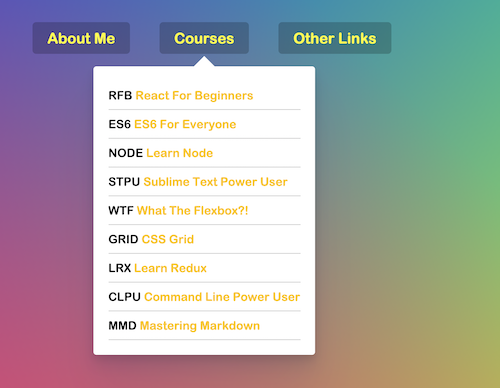 About Me Courses Other Links
RFB React For Beginners
ES6 ES6 For Everyone
NODE Learn Node
STPU Sublime Text Power User
WTF What The Flexbox?!
GRID CSS Grid
LRX Learn Redux
CLPU Command Line Power User
MMD Mastering Markdown